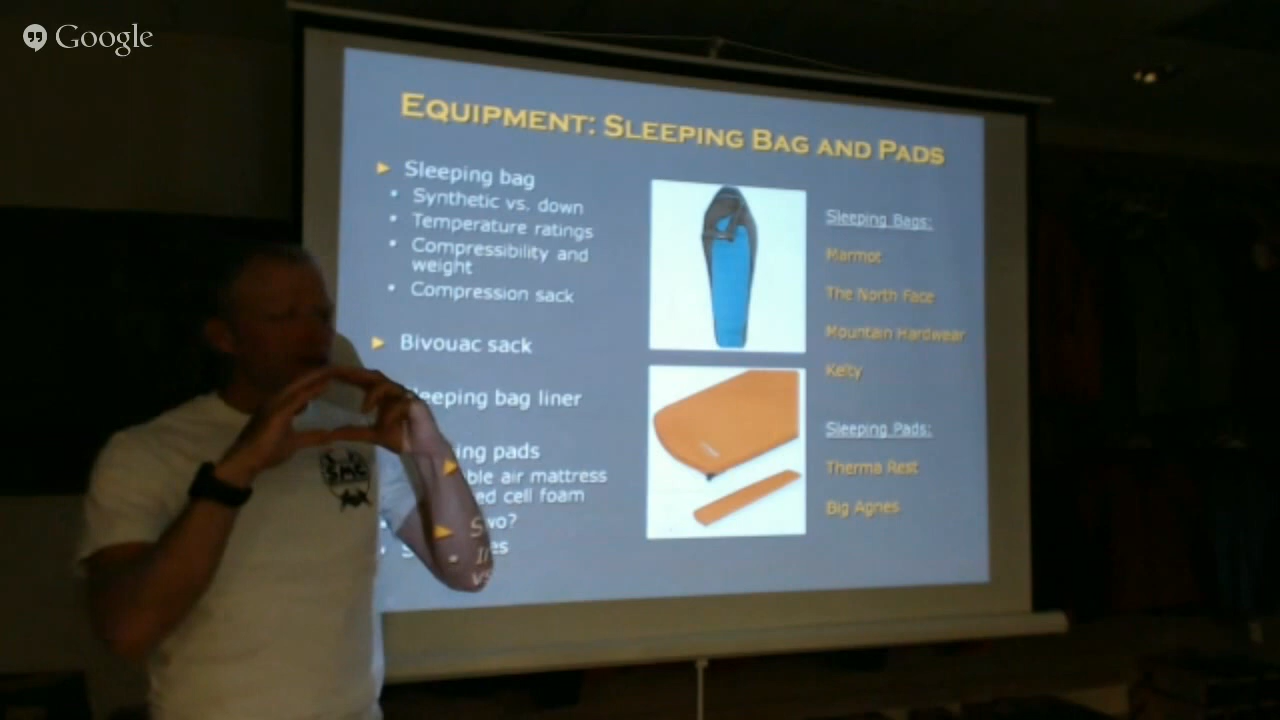 Google
EQUIPMENT: SLEEPING BAG AND PADS
Sleeping bag
Synthetic vs. down
Temperature ratings
Compressibility and
weight
Compression sack
Bivouac sack
eeping bag liner
ing pads
ble air mattress
ed cell foam
wo?
es
Sleeping Bags:
Marmot
The North Face
Mountain Hardwear
Kelty
Sleeping Pads:
Therma Rest
Big Agnes